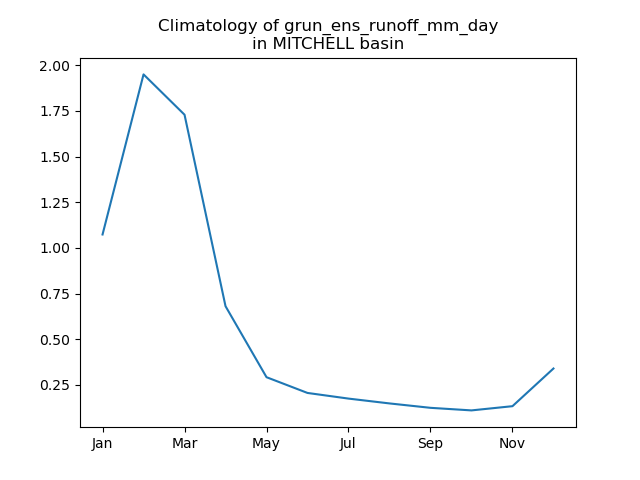 Climatology of grun_ens_runoff_mm_day
in MITCHELL basin
2.00
1.75
1.50
1.25
1.00
0.75
0.50
0.25
Jan Mar May Jul Sep Nov